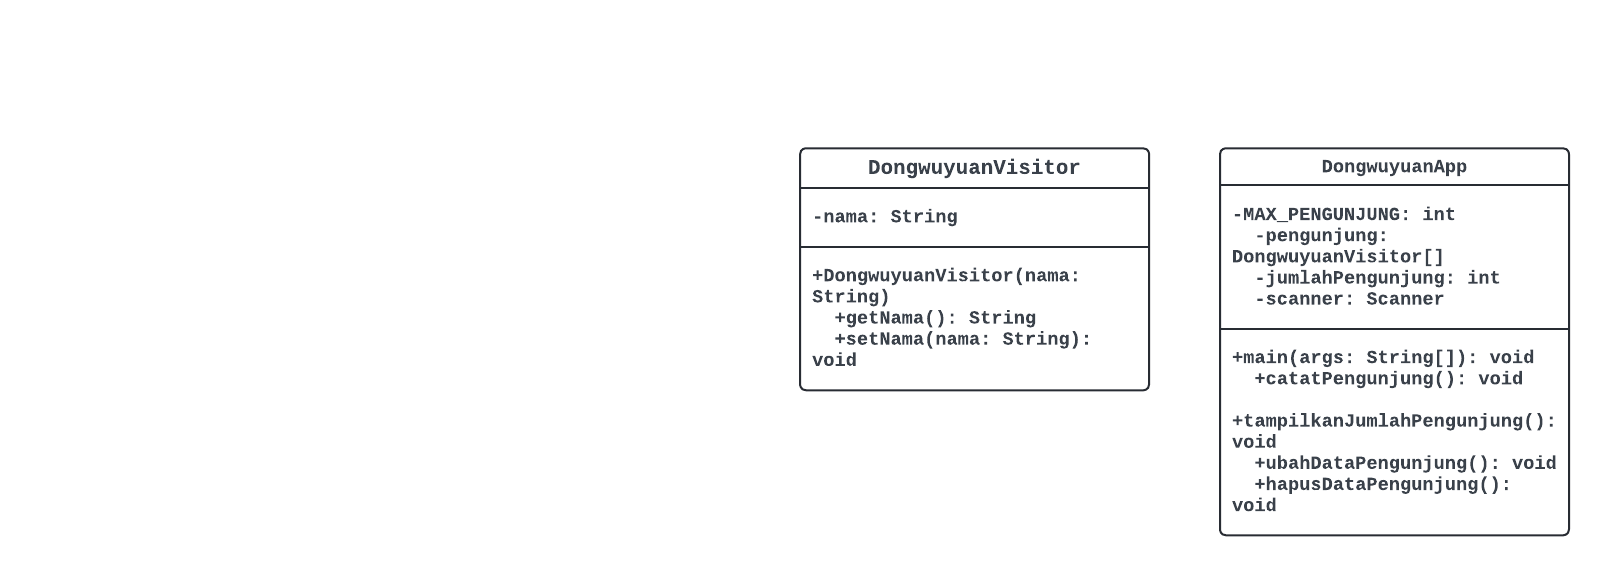 DongwuyuanVisitor
-nama: String
+DongwuyuanVisitor(nama:
String)
+getNama(): String
+setNama(nama: String):
void
DongwuyuanApp
-MAX_PENGUNJUNG: int
-pengunjung:
DongwuyuanVisitor[]
-jumlahPengunjung: int
-scanner: Scanner
+main(args: String[]): void
+catatPengunjung(): void
+tampilkanJumlahPengunjung():
void
+ubahDataPengunjung(): void
+hapusDataPengunjung():
void